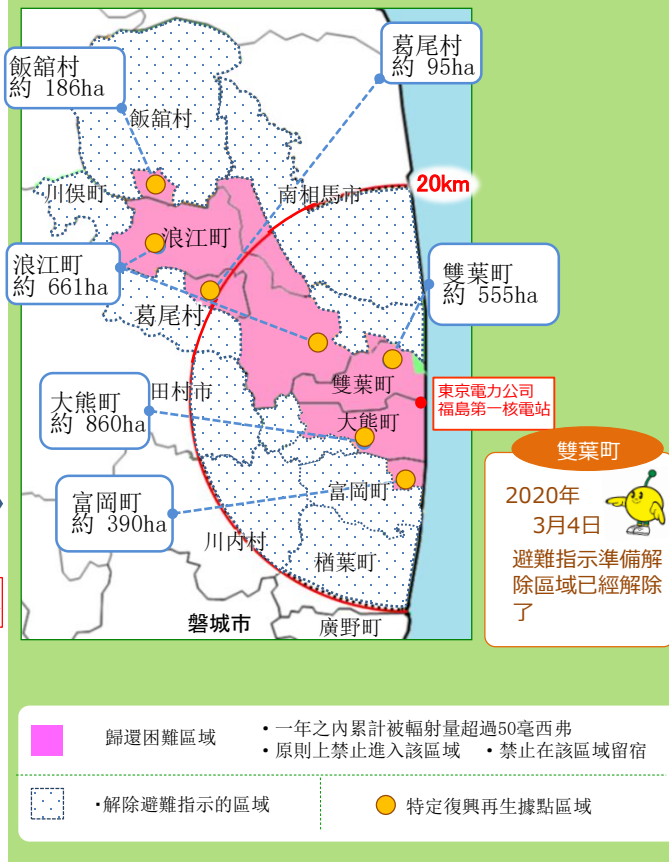 葛尾村
約 95ha
飯舘村
約 186ha
飯舘村
川俣町
南相馬市
20km
浪江町
浪江町
約 661ha
雙葉町
約 555ha
葛尾村
大熊町
約 860ha
田村市
雙葉町
東京電力公司
福島第一核電站
大熊町
富岡町
約 390ha
富岡町
川内村
楢葉町
磐城市
廣野町
雙葉町
2020年
3月4日
避難指示準備解
除區域已經解除
了
歸還困難區域
・一年之內累計被輻射量超過50毫西弗
・原則上禁止進入該區域 ・禁止在該區域留宿
・解除避難指示的區域
特定復興再生據點區域